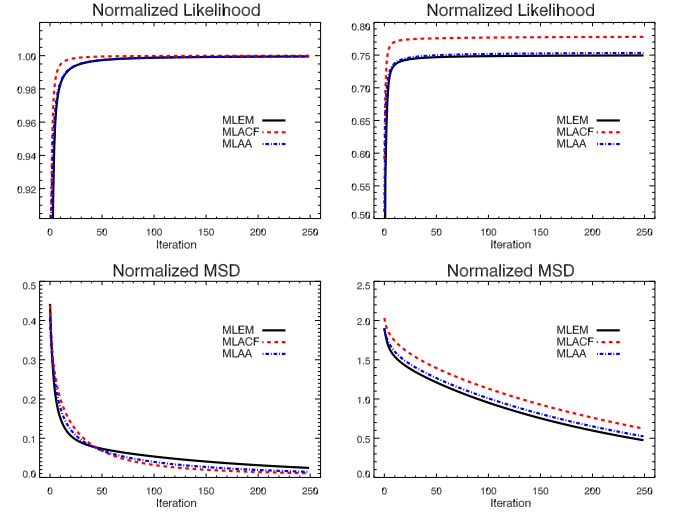 Normalized Likelihood
1.00
0.98
0.96
0.94
0.92
MLEM
MLACF
MLAA
0 50 100 150 200 250
Iteration
Normalized Likelihood
0.80
0.75
0.70
0.65
0.60
0.55
0.50
MLEM
MLACF
MLAA
0 50 100 150 200 250
Iteration
Normalized MSD
0.5
0.4
0.3
0.2
0.1
0.0
MLEM
MLACF
MLAA
0 50 100 150 200 250
Iteration
Normalized MSD
2.5
2.0
1.5
1.0
0.5
0.0
MLEM
MLACF
MLAA
0 50 100 150 200 250
Iteration